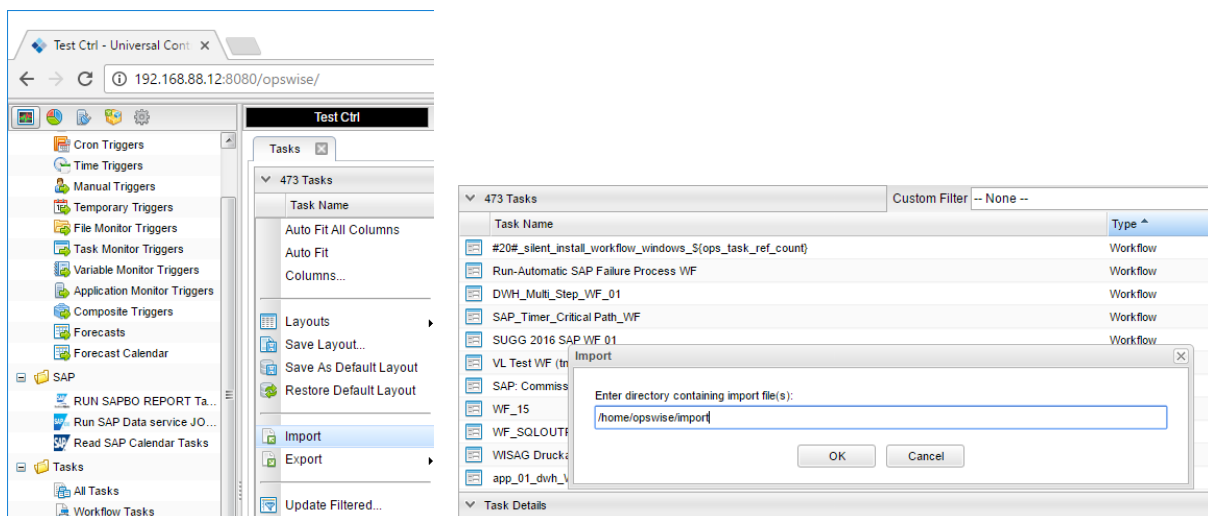 Test Ctrl - Universal Cont
192.168.88.12:8080/opswise/
Test Ctrl
Cron Triggers
Time Triggers
Manual Triggers
Temporary Triggers
File Monitor Triggers
Task Monitor Triggers
Variable Monitor Triggers
Application Monitor Triggers
Composite Triggers
Forecasts
Forecast Calendar
SAP
RUN SAPBO REPORT Ta...
Run SAP Data service JO...
Read SAP Calendar Tasks
Tasks
All Tasks
Workflow Tasks
Tasks
473 Tasks
Task Name
Auto Fit All Columns
Auto Fit
Columns...
Layouts
Save Layout...
Save As Default Layout
Restore Default Layout
Import
Export
Update Filtered...
473 Tasks Custom Filter -- None --
Task Name Type
#20#_silent_install_workflow_windows_${ops_task_ref_count} Workflow
Run-Automatic SAP Failure Process WF Workflow
DWH_Multi_Step_WF_01 Workflow
SAP_Timer_Critical Path_WF Workflow
SUGG 2016 SAP WF 01 Workflow
VL Test WF (tn
SAP: Commiss
WF_15
WF_SQLOUTF
WISAG Drucka
app_01_dwh_V
Import
Enter directory containing import file(s):
/home/opswise/import
OK Cancel
Task Details